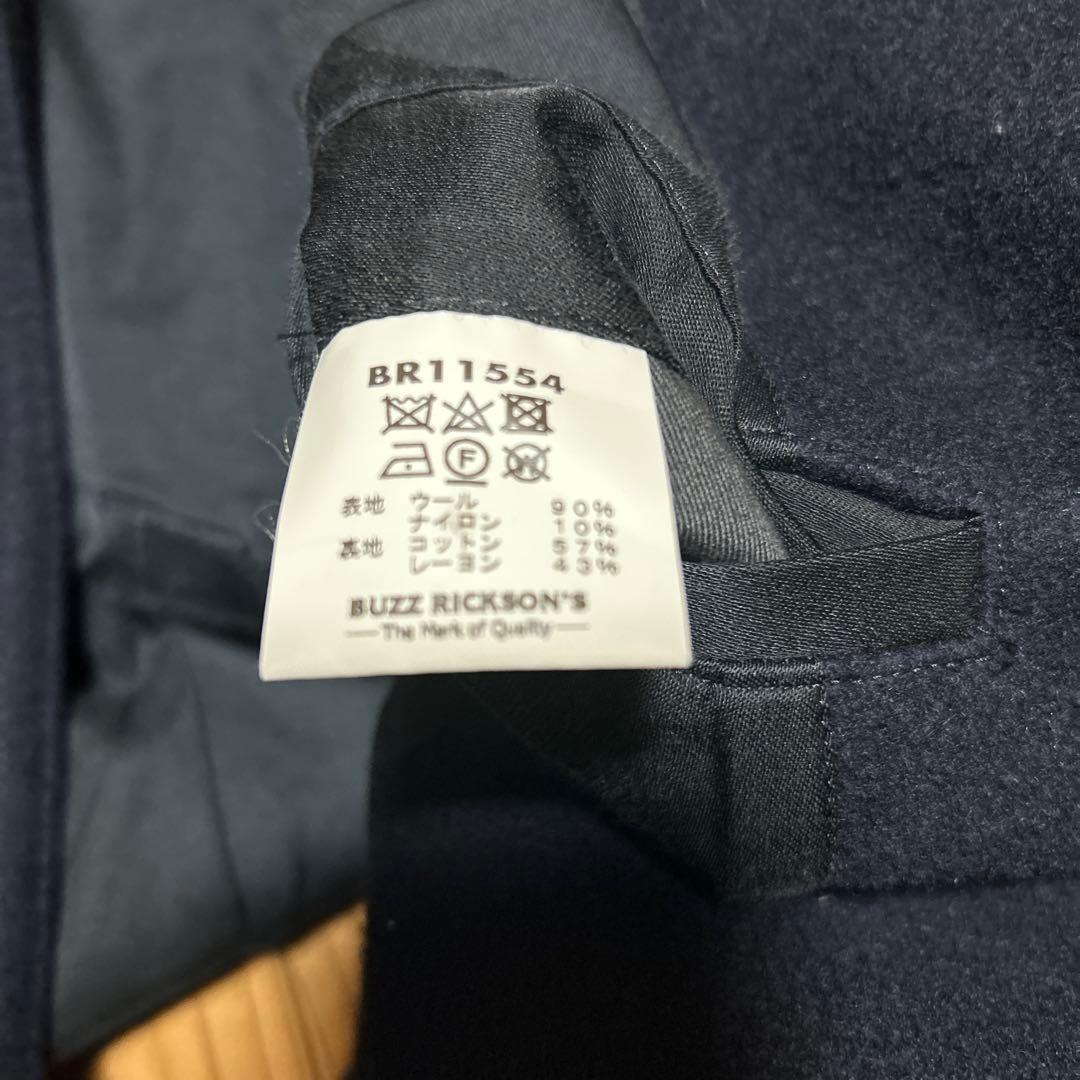 BR11554
F
W
表地 ウール 90%
ナイロン 10%
裏地 コットン 57%
レーヨン 43%
BUZZ RICKSON'S
The Mark of Quality